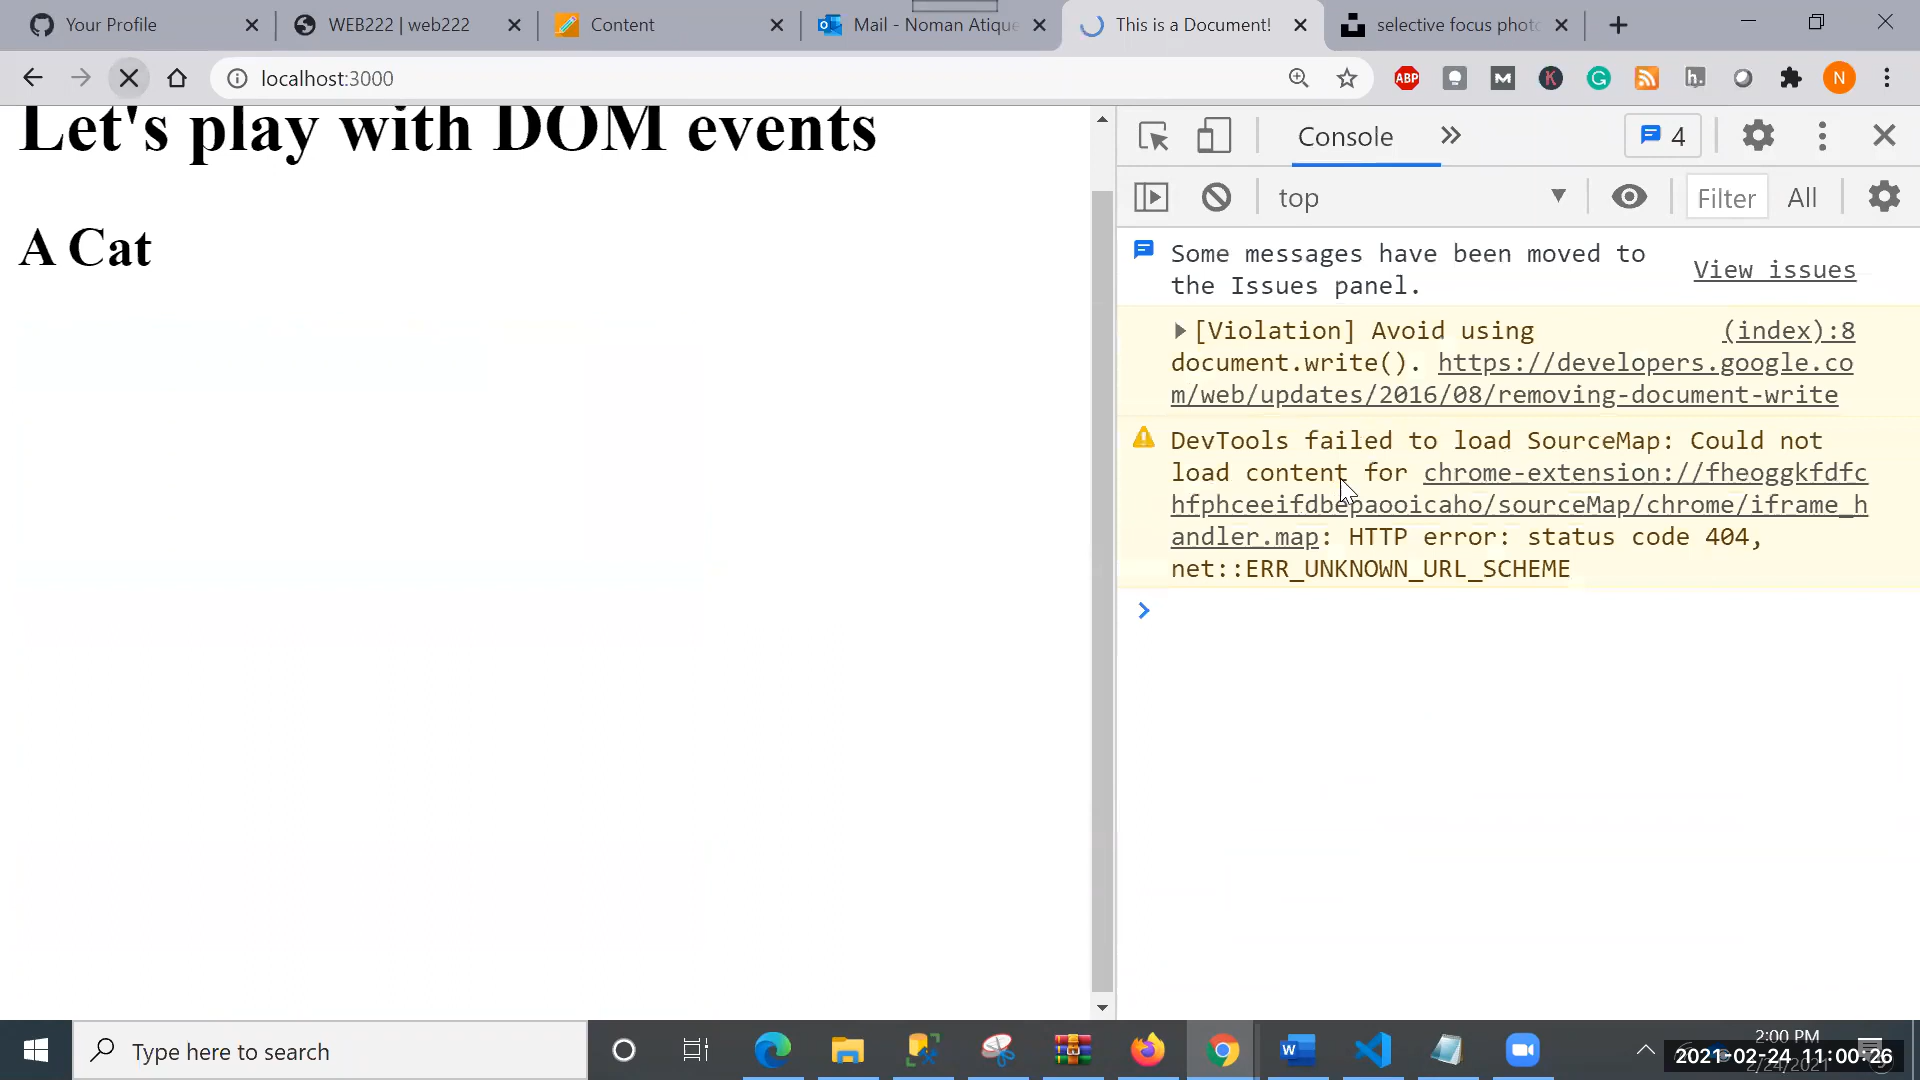 Your Profile
WEB222 | web222
Content
Mail - Noman Atique
This is a Document!
selective focus photo
localhost:3000
ABP
N
Let's play with DOM events
A Cat
Console
4
top
Filter
All
Some messages have been moved to
the Issues panel.
View issues
[Violation] Avoid using
(index):8
document.write(). https://developers.google.co
m/web/updates/2016/08/removing-document-write
DevTools failed to load SourceMap: Could not
load content for chrome-extension://fheoggkfdfc
hfphceeifdbepaooicaho/sourceMap/chrome/iframe_h
andler.map: HTTP error: status code 404,
net::ERR_UNKNOWN_URL_SCHEME
Type here to search
2:00 PM
2021-02-24 11:00:26
2/24/2021